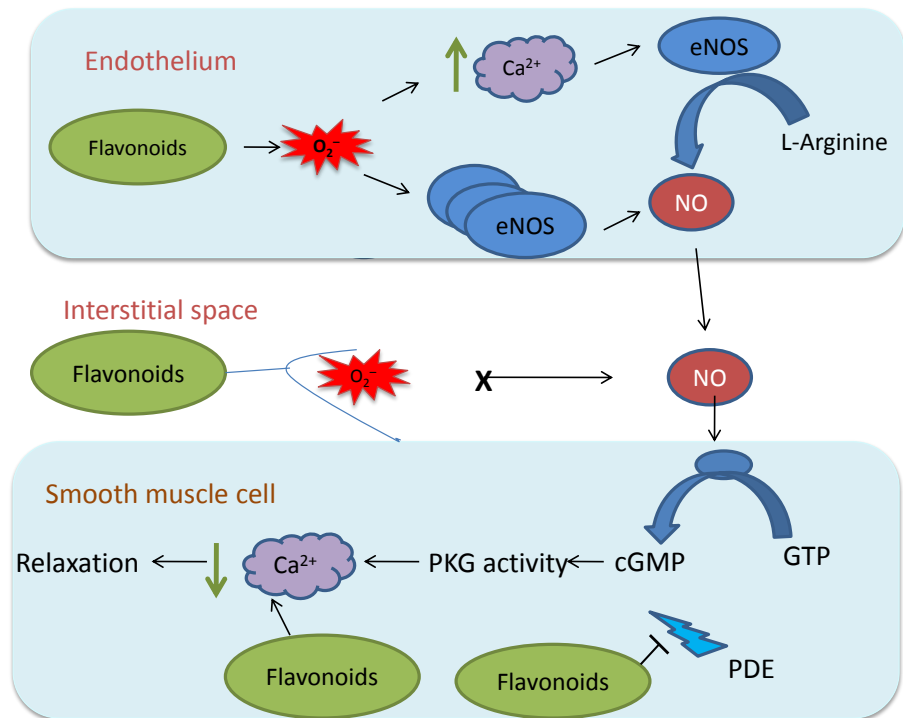 Endothelium
Flavonoids
O₂⁻
Ca²⁺
eNOS
L-Arginine
eNOS
NO
Interstitial space
Flavonoids
O₂⁻
X
NO
Smooth muscle cell
Relaxation
Ca²⁺
PKG activity
cGMP
GTP
Flavonoids
Flavonoids
PDE